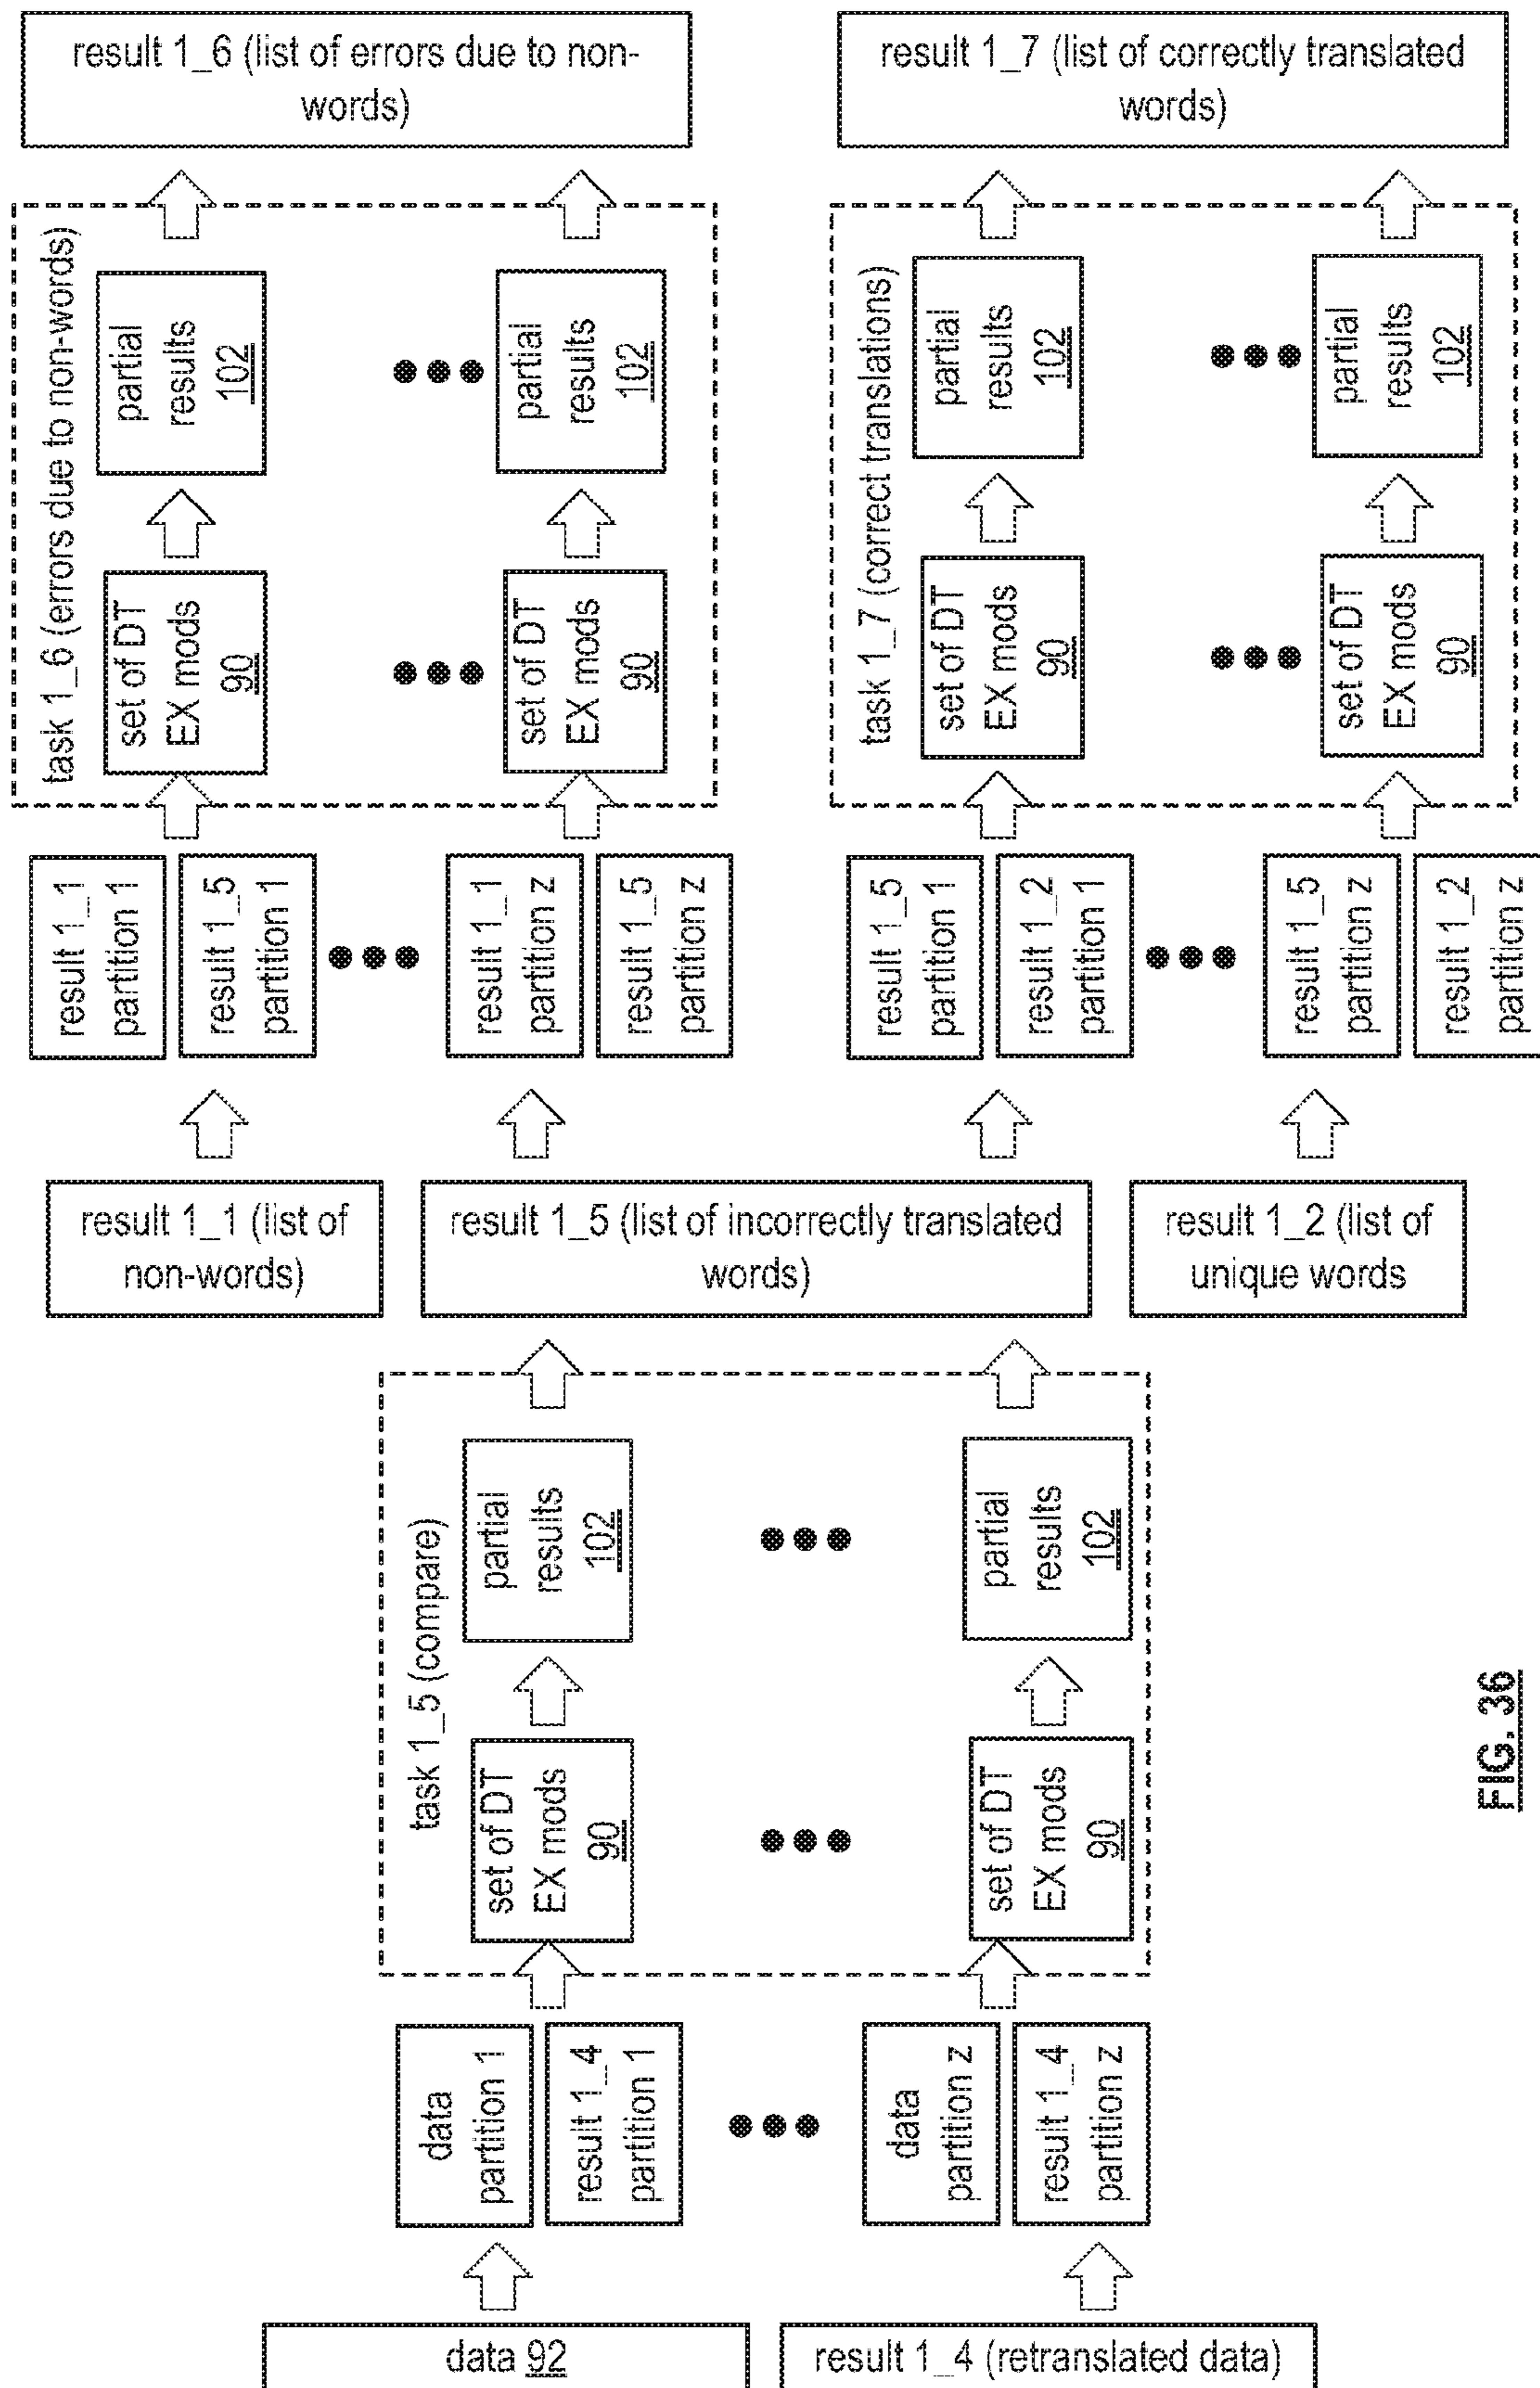 result 1_6 (list of errors due to non-
words)
result 1_7 (list of correctly translated
words)
task 1_6 (errors due to non-words)
partial
results
102
partial
results
102
set of DT
EX mods
90
set of DT
EX mods
90
task 1_7 (correct translations)
partial
results
102
partial
results
102
set of DT
EX mods
90
set of DT
EX mods
90
result 1_1
partition 1
result 1_5
partition 1
result 1_1
partition z
result 1_5
partition z
result 1_5
partition 1
result 1_2
partition 1
result 1_5
partition z
result 1_2
partition z
result 1_1 (list of
non-words)
result 1_5 (list of incorrectly translated
words)
result 1_2 (list of
unique words
task 1_5 (compare)
partial
results
102
partial
results
102
set of DT
EX mods
90
set of DT
EX mods
90
data
partition 1
result 1_4
partition 1
data
partition z
result 1_4
partition z
data 92
result 1_4 (retranslated data)
FIG. 36